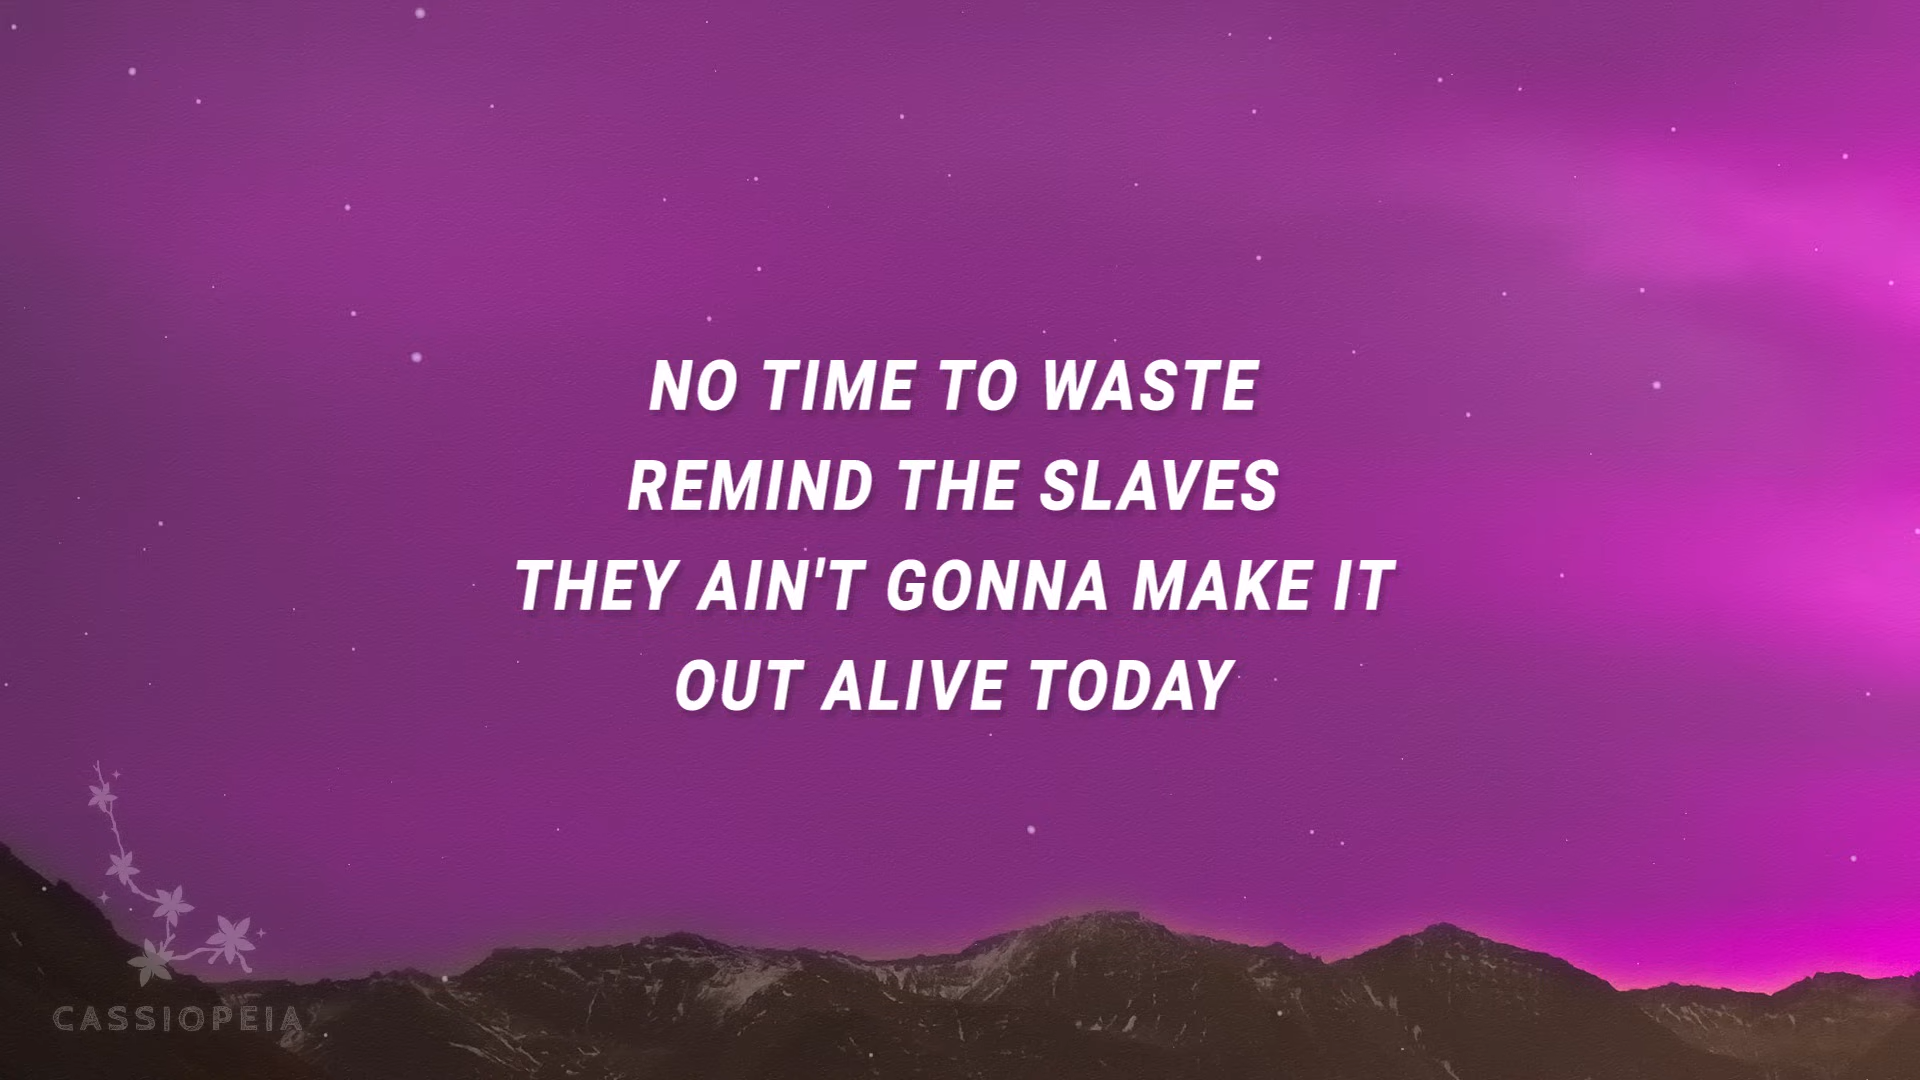 NO TIME TO WASTE
REMIND THE SLAVES
THEY AIN'T GONNA MAKE IT
OUT ALIVE TODAY
CASSIOPEIA